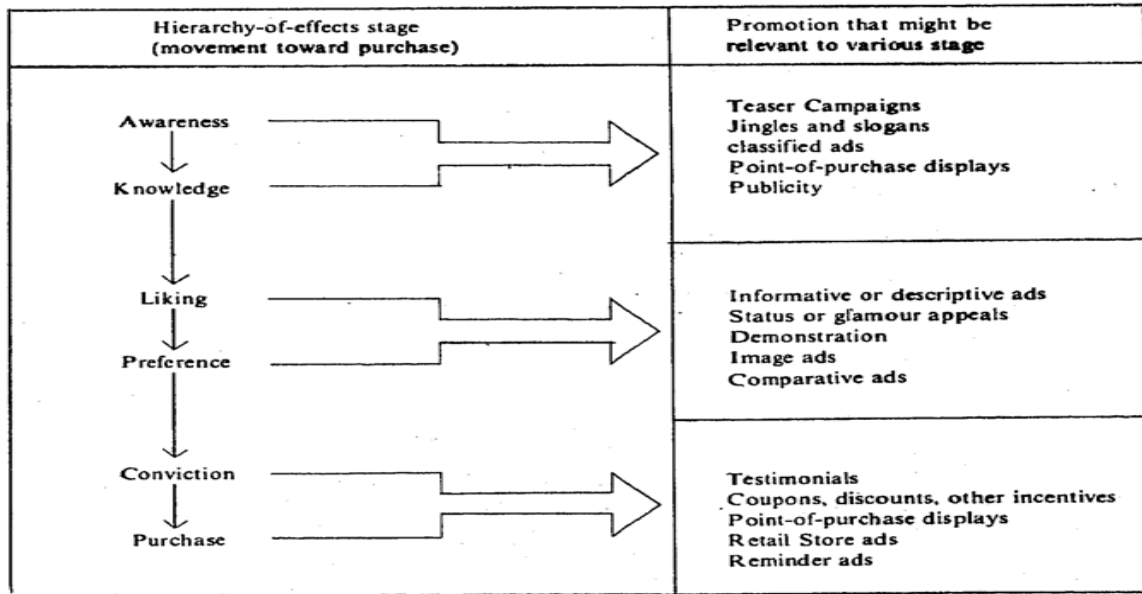 Hierarchy-of-effects stage
(movement toward purchase)
Promotion that might be
relevant to various stage
Awareness
Knowledge
Teaser Campaigns
Jingles and slogans
classified ads
Point-of-purchase displays
Publicity
Liking
Preference
Informative or descriptive ads
Status or glamour appeals
Demonstration
Image ads
Comparative ads
Conviction
Purchase
Testimonials
Coupons, discounts, other incentives
Point-of-purchase displays
Retail Store ads
Reminder ads